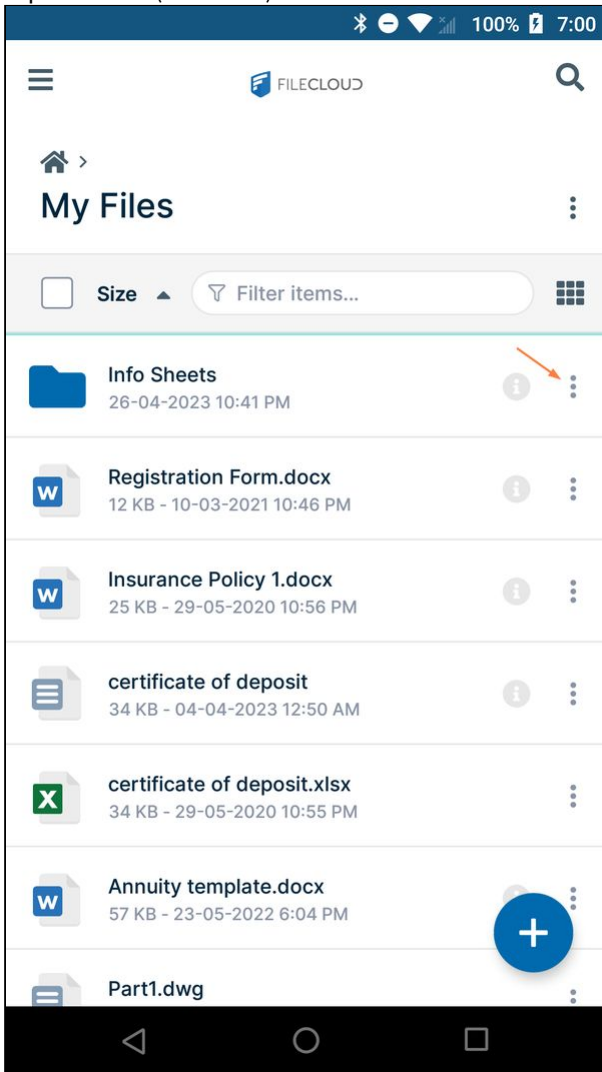 100% 7:00
FILECLOUD
My Files
Size Filter items...
Info Sheets
26-04-2023 10:41 PM
Registration Form.docx
12 KB - 10-03-2021 10:46 PM
Insurance Policy 1.docx
25 KB - 29-05-2020 10:56 PM
certificate of deposit
34 KB - 04-04-2023 12:50 AM
certificate of deposit.xlsx
34 KB - 29-05-2020 10:55 PM
Annuity template.docx
57 KB - 23-05-2022 6:04 PM
Part1.dwg